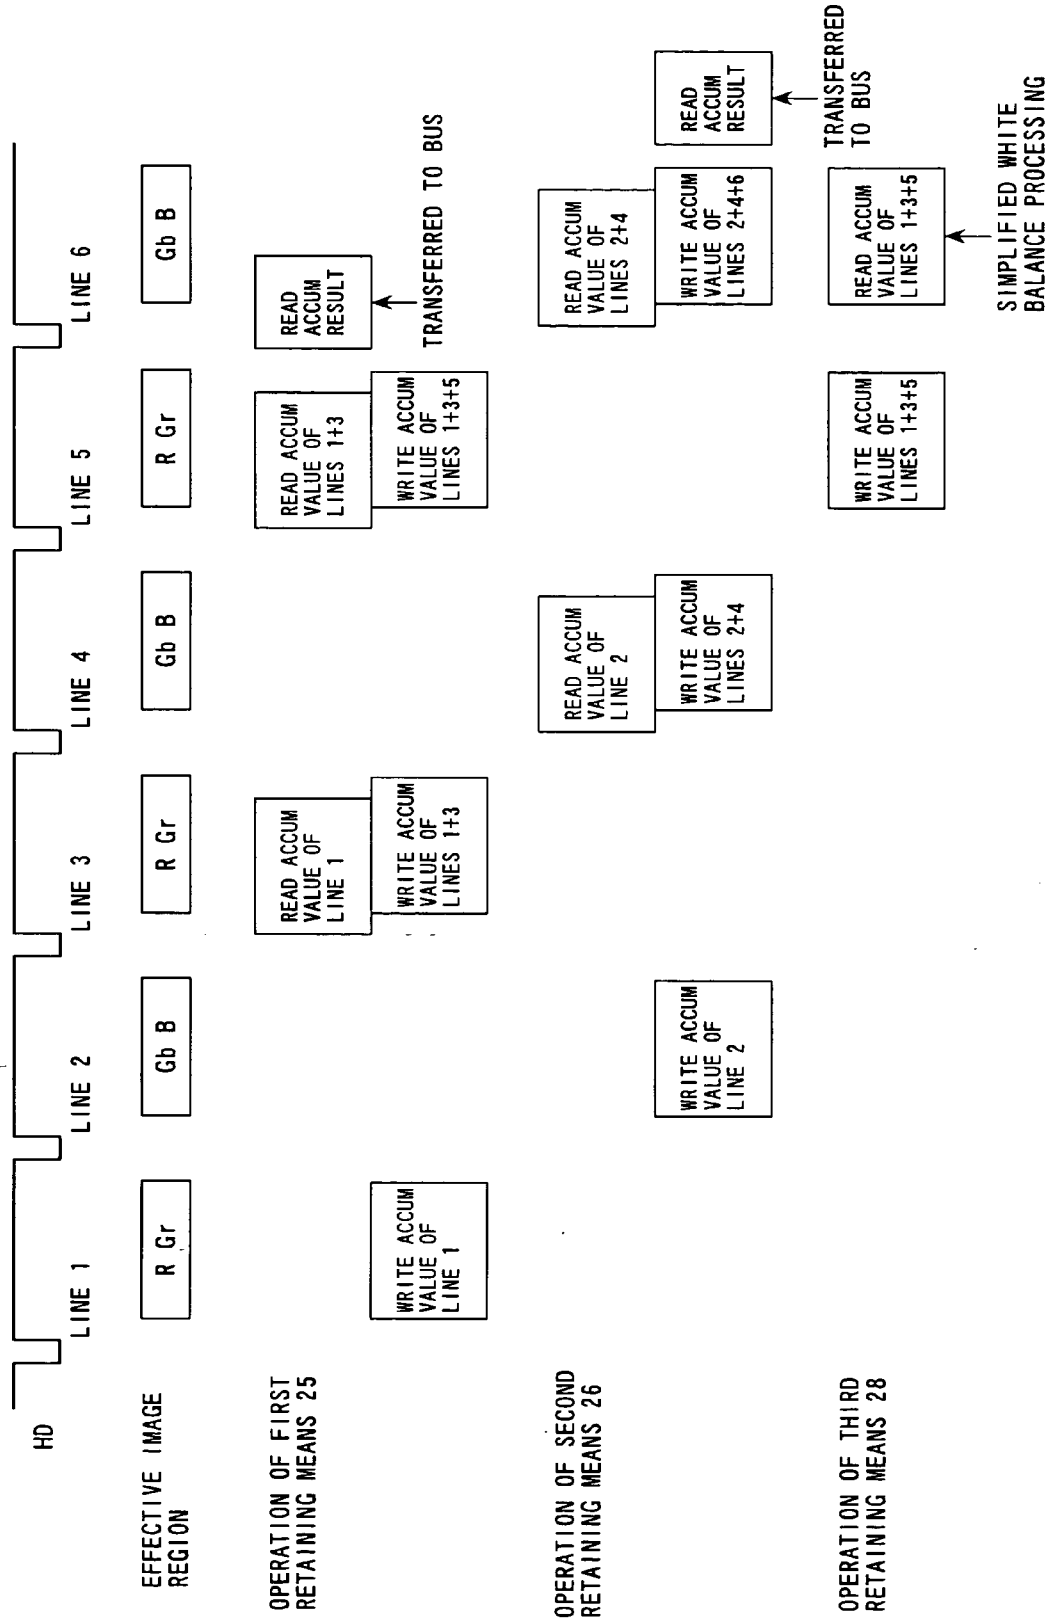 HD
LINE 1
LINE 2
LINE 3
LINE 4
LINE 5
LINE 6
EFFECTIVE IMAGE
REGION
R Gr
Gb B
R Gr
Gb B
R Gr
Gb B
OPERATION OF FIRST
RETAINING MEANS 25
WRITE ACCUM
VALUE OF
LINE 1
READ ACCUM
VALUE OF
LINE 1
WRITE ACCUM
VALUE OF
LINES 1+3
READ ACCUM
VALUE OF
LINES 1+3
WRITE ACCUM
VALUE OF
LINES 1+3+5
READ
ACCUM
RESULT
TRANSFERRED TO BUS
OPERATION OF SECOND
RETAINING MEANS 26
WRITE ACCUM
VALUE OF
LINE 2
READ ACCUM
VALUE OF
LINE 2
WRITE ACCUM
VALUE OF
LINES 2+4
READ ACCUM
VALUE OF
LINES 2+4
WRITE ACCUM
VALUE OF
LINES 2+4+6
READ
ACCUM
RESULT
TRANSFERRED
TO BUS
OPERATION OF THIRD
RETAINING MEANS 28
WRITE ACCUM
VALUE OF
LINES 1+3+5
READ ACCUM
VALUE OF
LINES 1+3+5
SIMPLIFIED WHITE
BALANCE PROCESSING